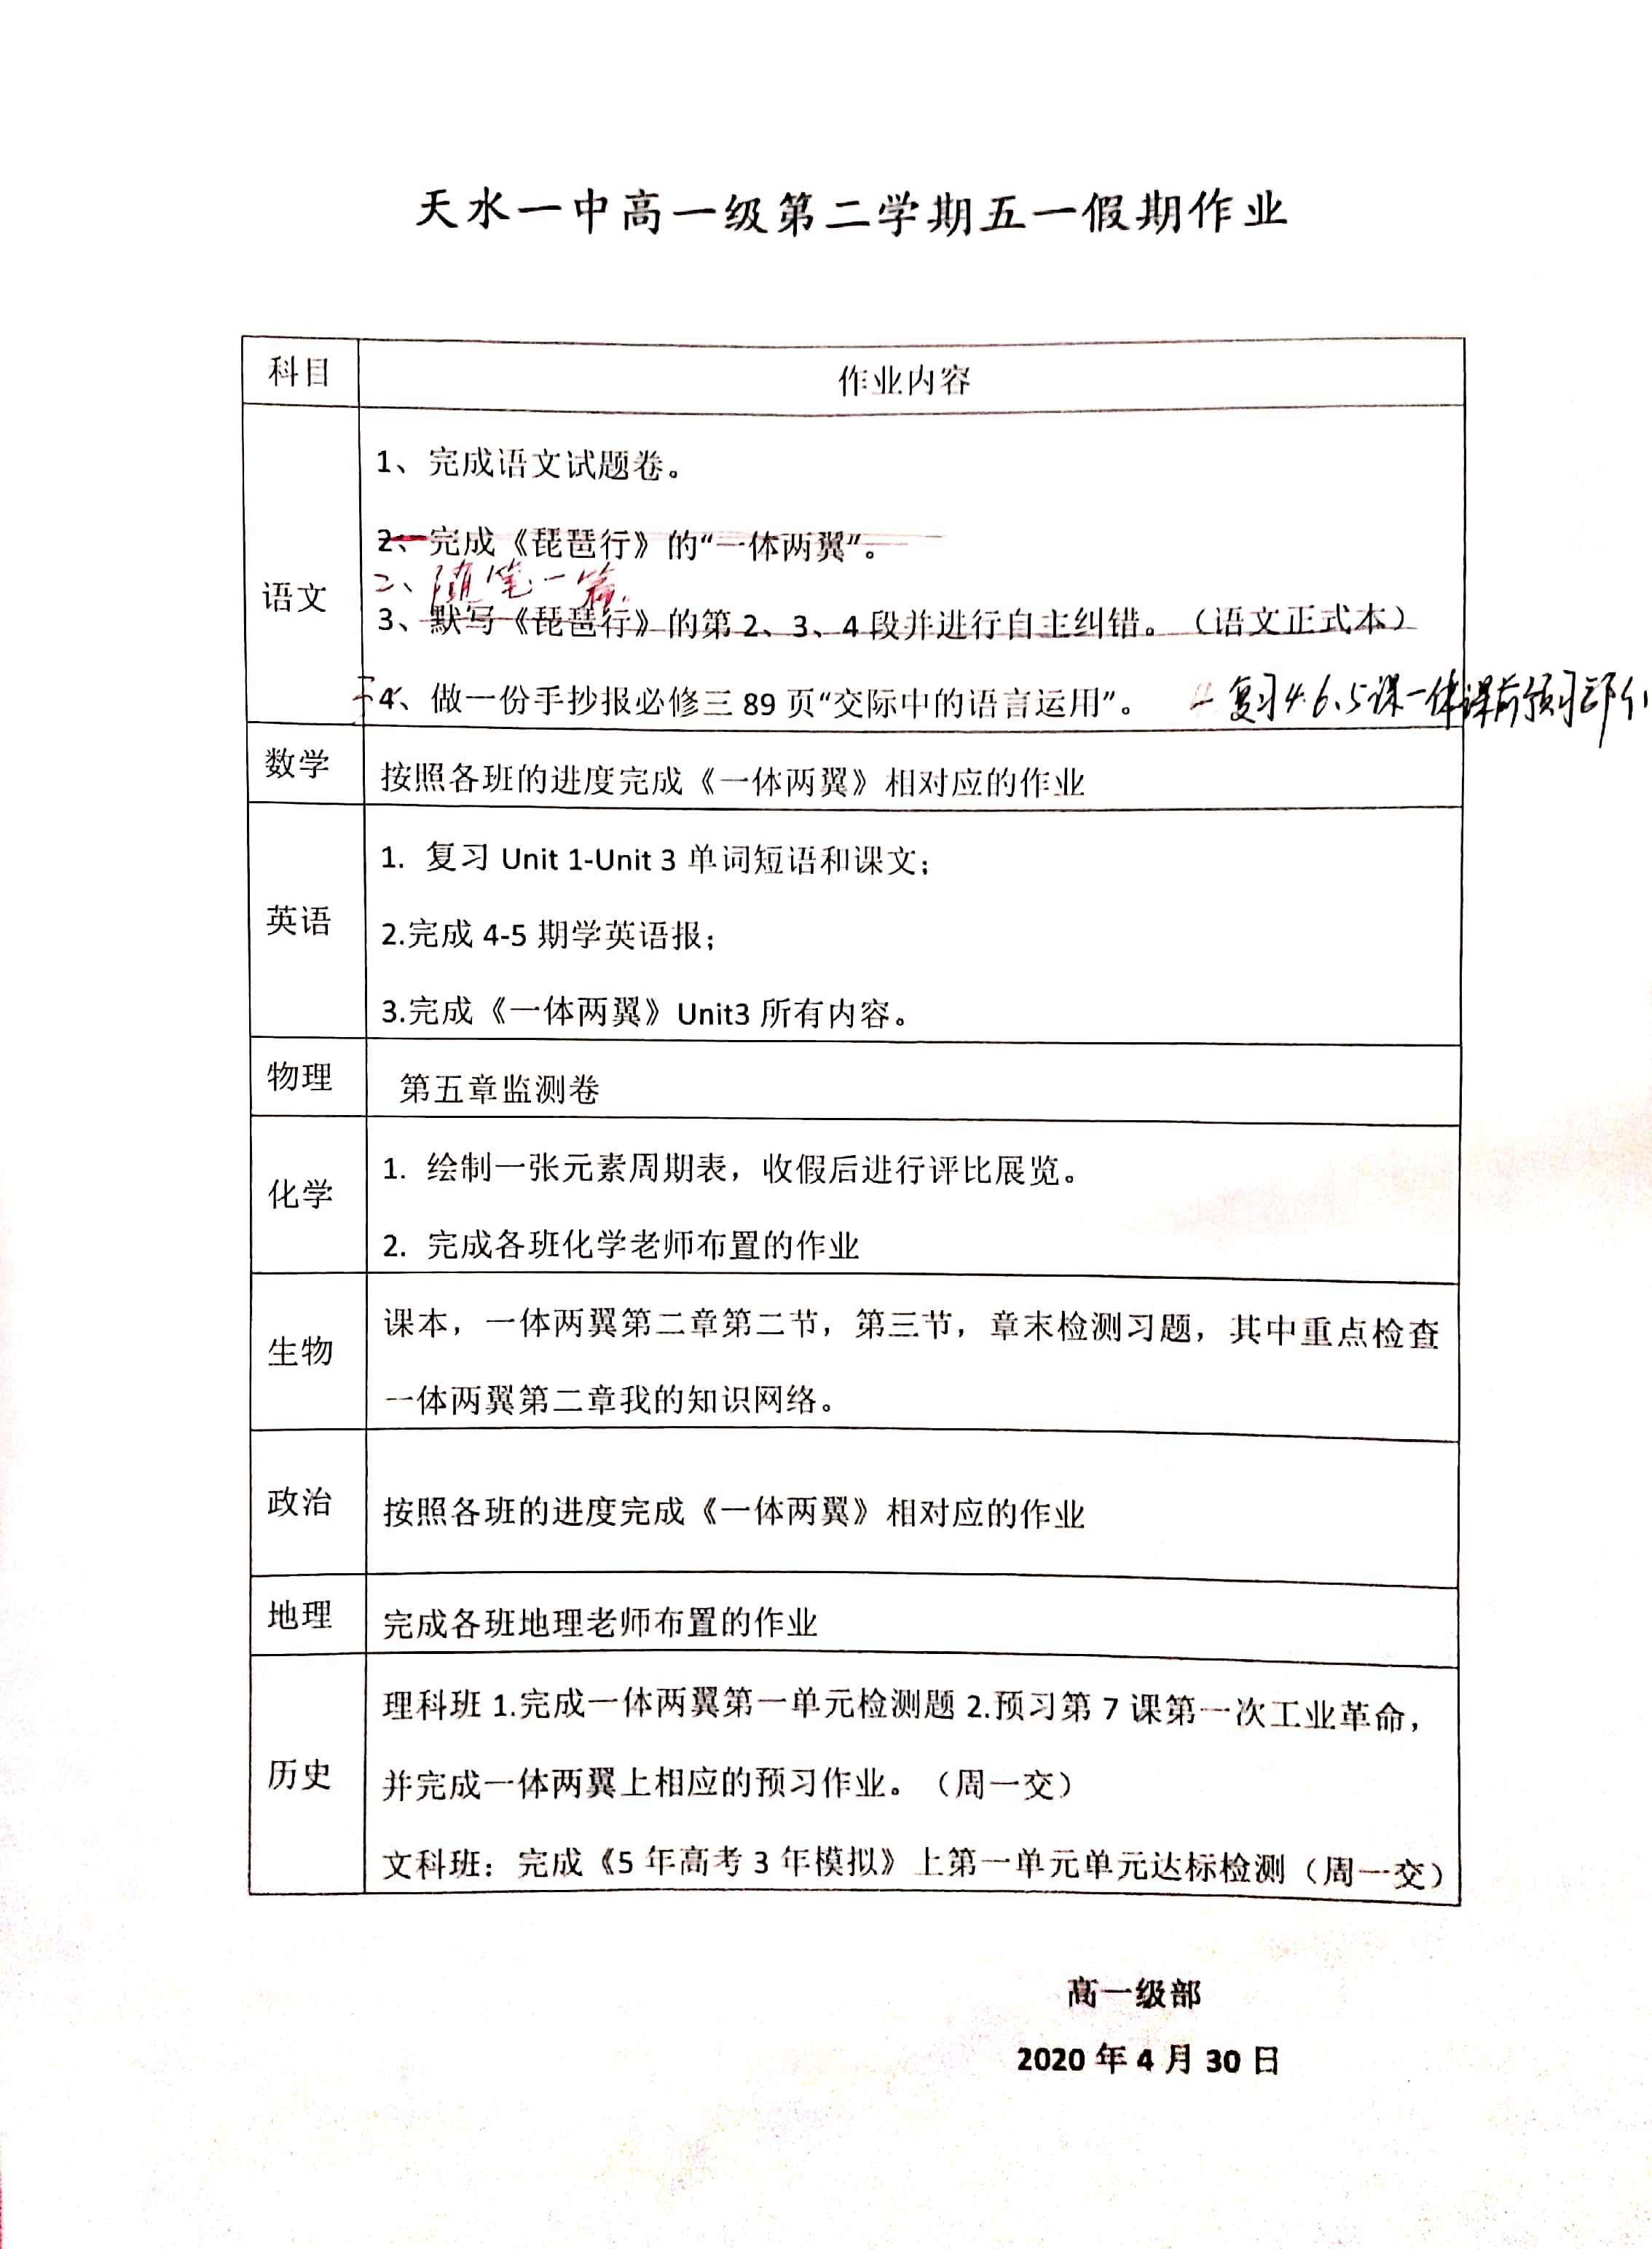 天水一中高一级第二学期五一假期作业
科目
作业内容
语文
1、完成语文试题卷。
2、完成《琵琶行》的“一体两翼”。
二、随笔一篇.
3、默写《琵琶行》的第2、3、4段并进行自主纠错。（语文正式本）
4、做一份手抄报必修三89页“交际中的语言运用”。
复习4.6.5课一体课前预习部分
数学
按照各班的进度完成《一体两翼》相对应的作业
英语
1. 复习 Unit 1-Unit 3 单词短语和课文；
2.完成 4-5 期学英语报；
3.完成《一体两翼》Unit3 所有内容。
物理
第五章监测卷
化学
1. 绘制一张元素周期表，收假后进行评比展览。
2. 完成各班化学老师布置的作业
生物
课本，一体两翼第二章第二节，第三节，章末检测习题，其中重点检查
一体两翼第二章我的知识网络。
政治
按照各班的进度完成《一体两翼》相对应的作业
地理
完成各班地理老师布置的作业
历史
理科班 1.完成一体两翼第一单元检测题 2.预习第 7 课第一次工业革命，
并完成一体两翼上相应的预习作业。（周一交）
文科班：完成《5 年高考 3 年模拟》上第一单元单元达标检测（周一交）
高一级部
2020 年 4 月 30 日